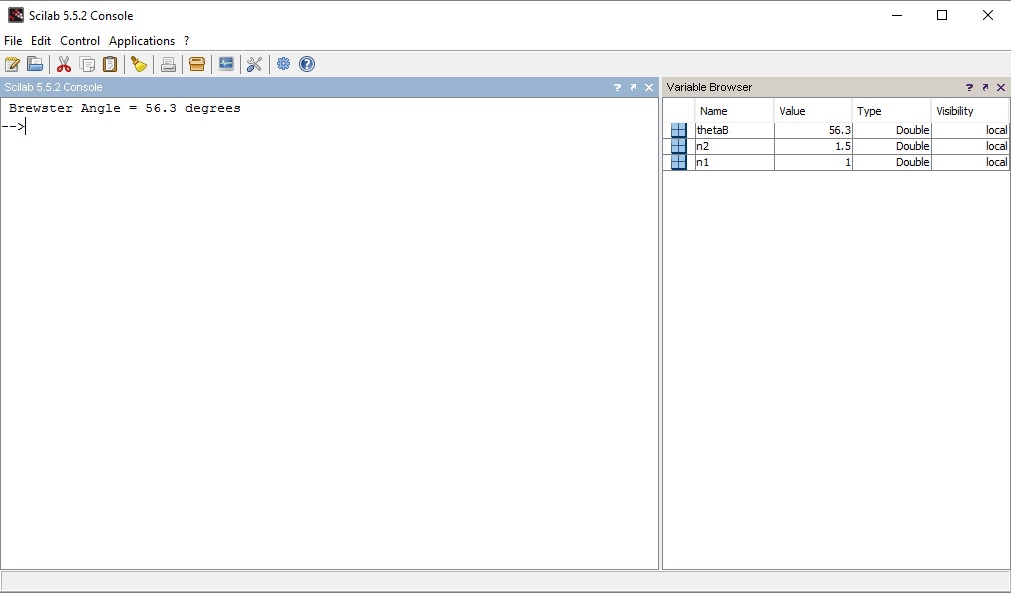 Scilab 5.5.2 Console
File Edit Control Applications ?
Scilab 5.5.2 Console ? 
Brewster Angle = 56.3 degrees
-->
Variable Browser ?
Name Value Type Visibility
thetaB 56.3 Double local
n2 1.5 Double local
n1 1 Double local